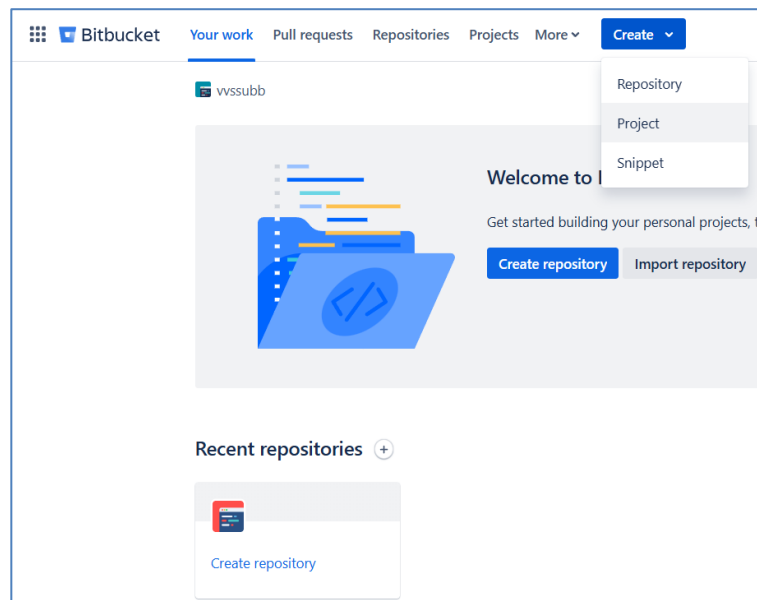 Bitbucket Your work Pull requests Repositories Projects More Create
Repository
vvssubb
Project
Snippet
Welcome to
Get started building your personal projects,
Create repository Import repository
</>
Recent repositories +
Create repository